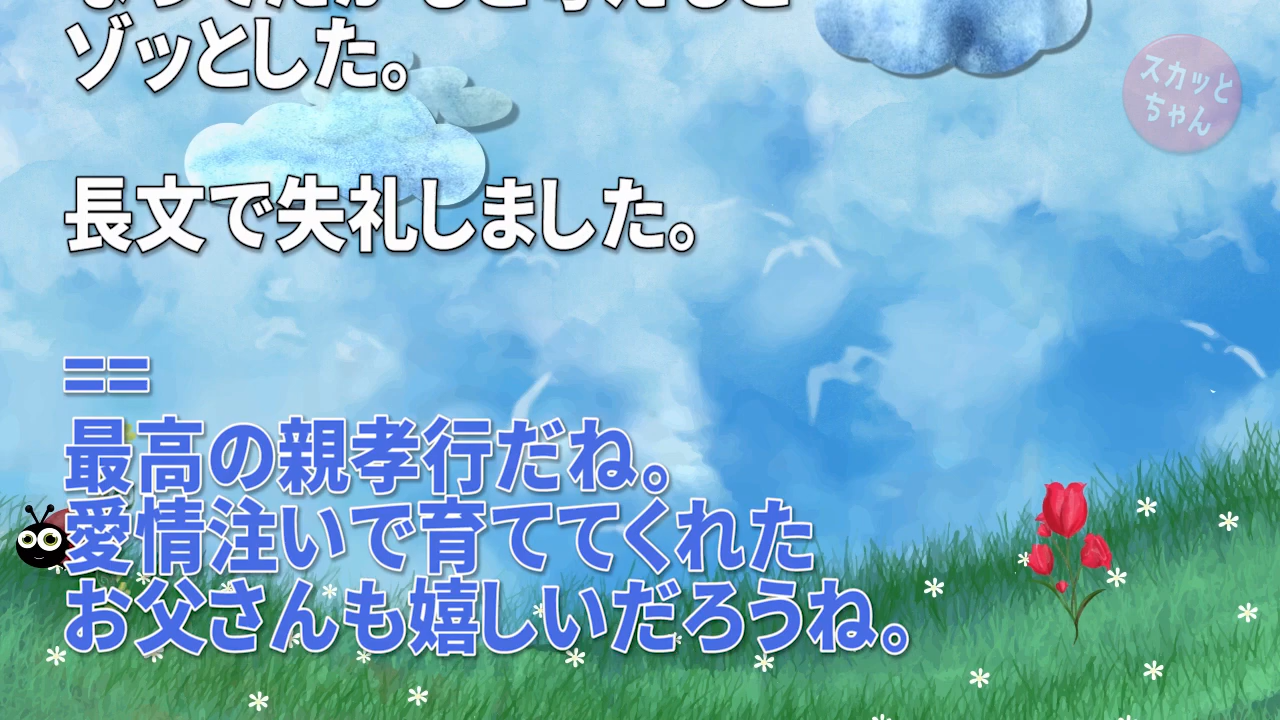 ゾッとした。
長文で失礼しました。
==
最高の親孝行だね。
愛情注いで育ててくれた
お父さんも嬉しいだろうね。
スカッと
ちゃん